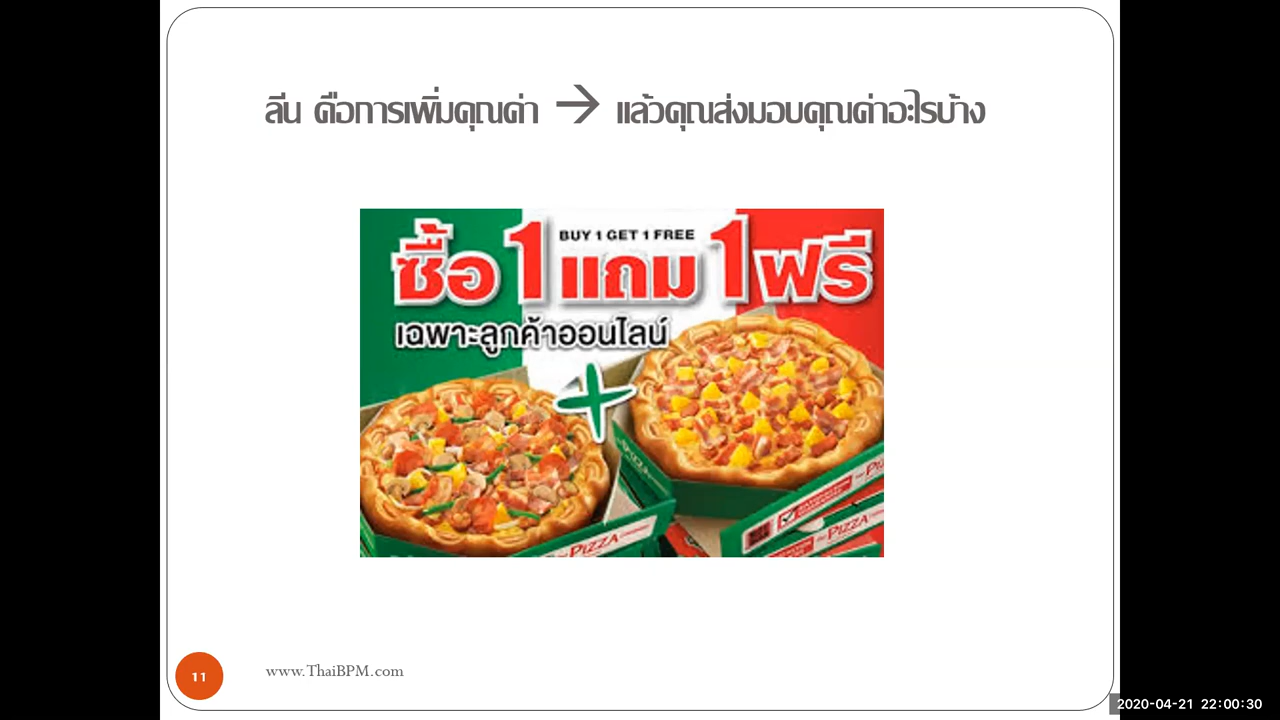 ลีน คือการเพิ่มคุณค่า → แล้วคุณส่งมอบคุณค่าอะไรบ้าง
BUY 1 GET 1 FREE
ซื้อ 1 แถม 1 ฟรี
เฉพาะลูกค้าออนไลน์
PIZZA
PIZZA
11
www.ThaiBPM.com
2020-04-21 22:00:30